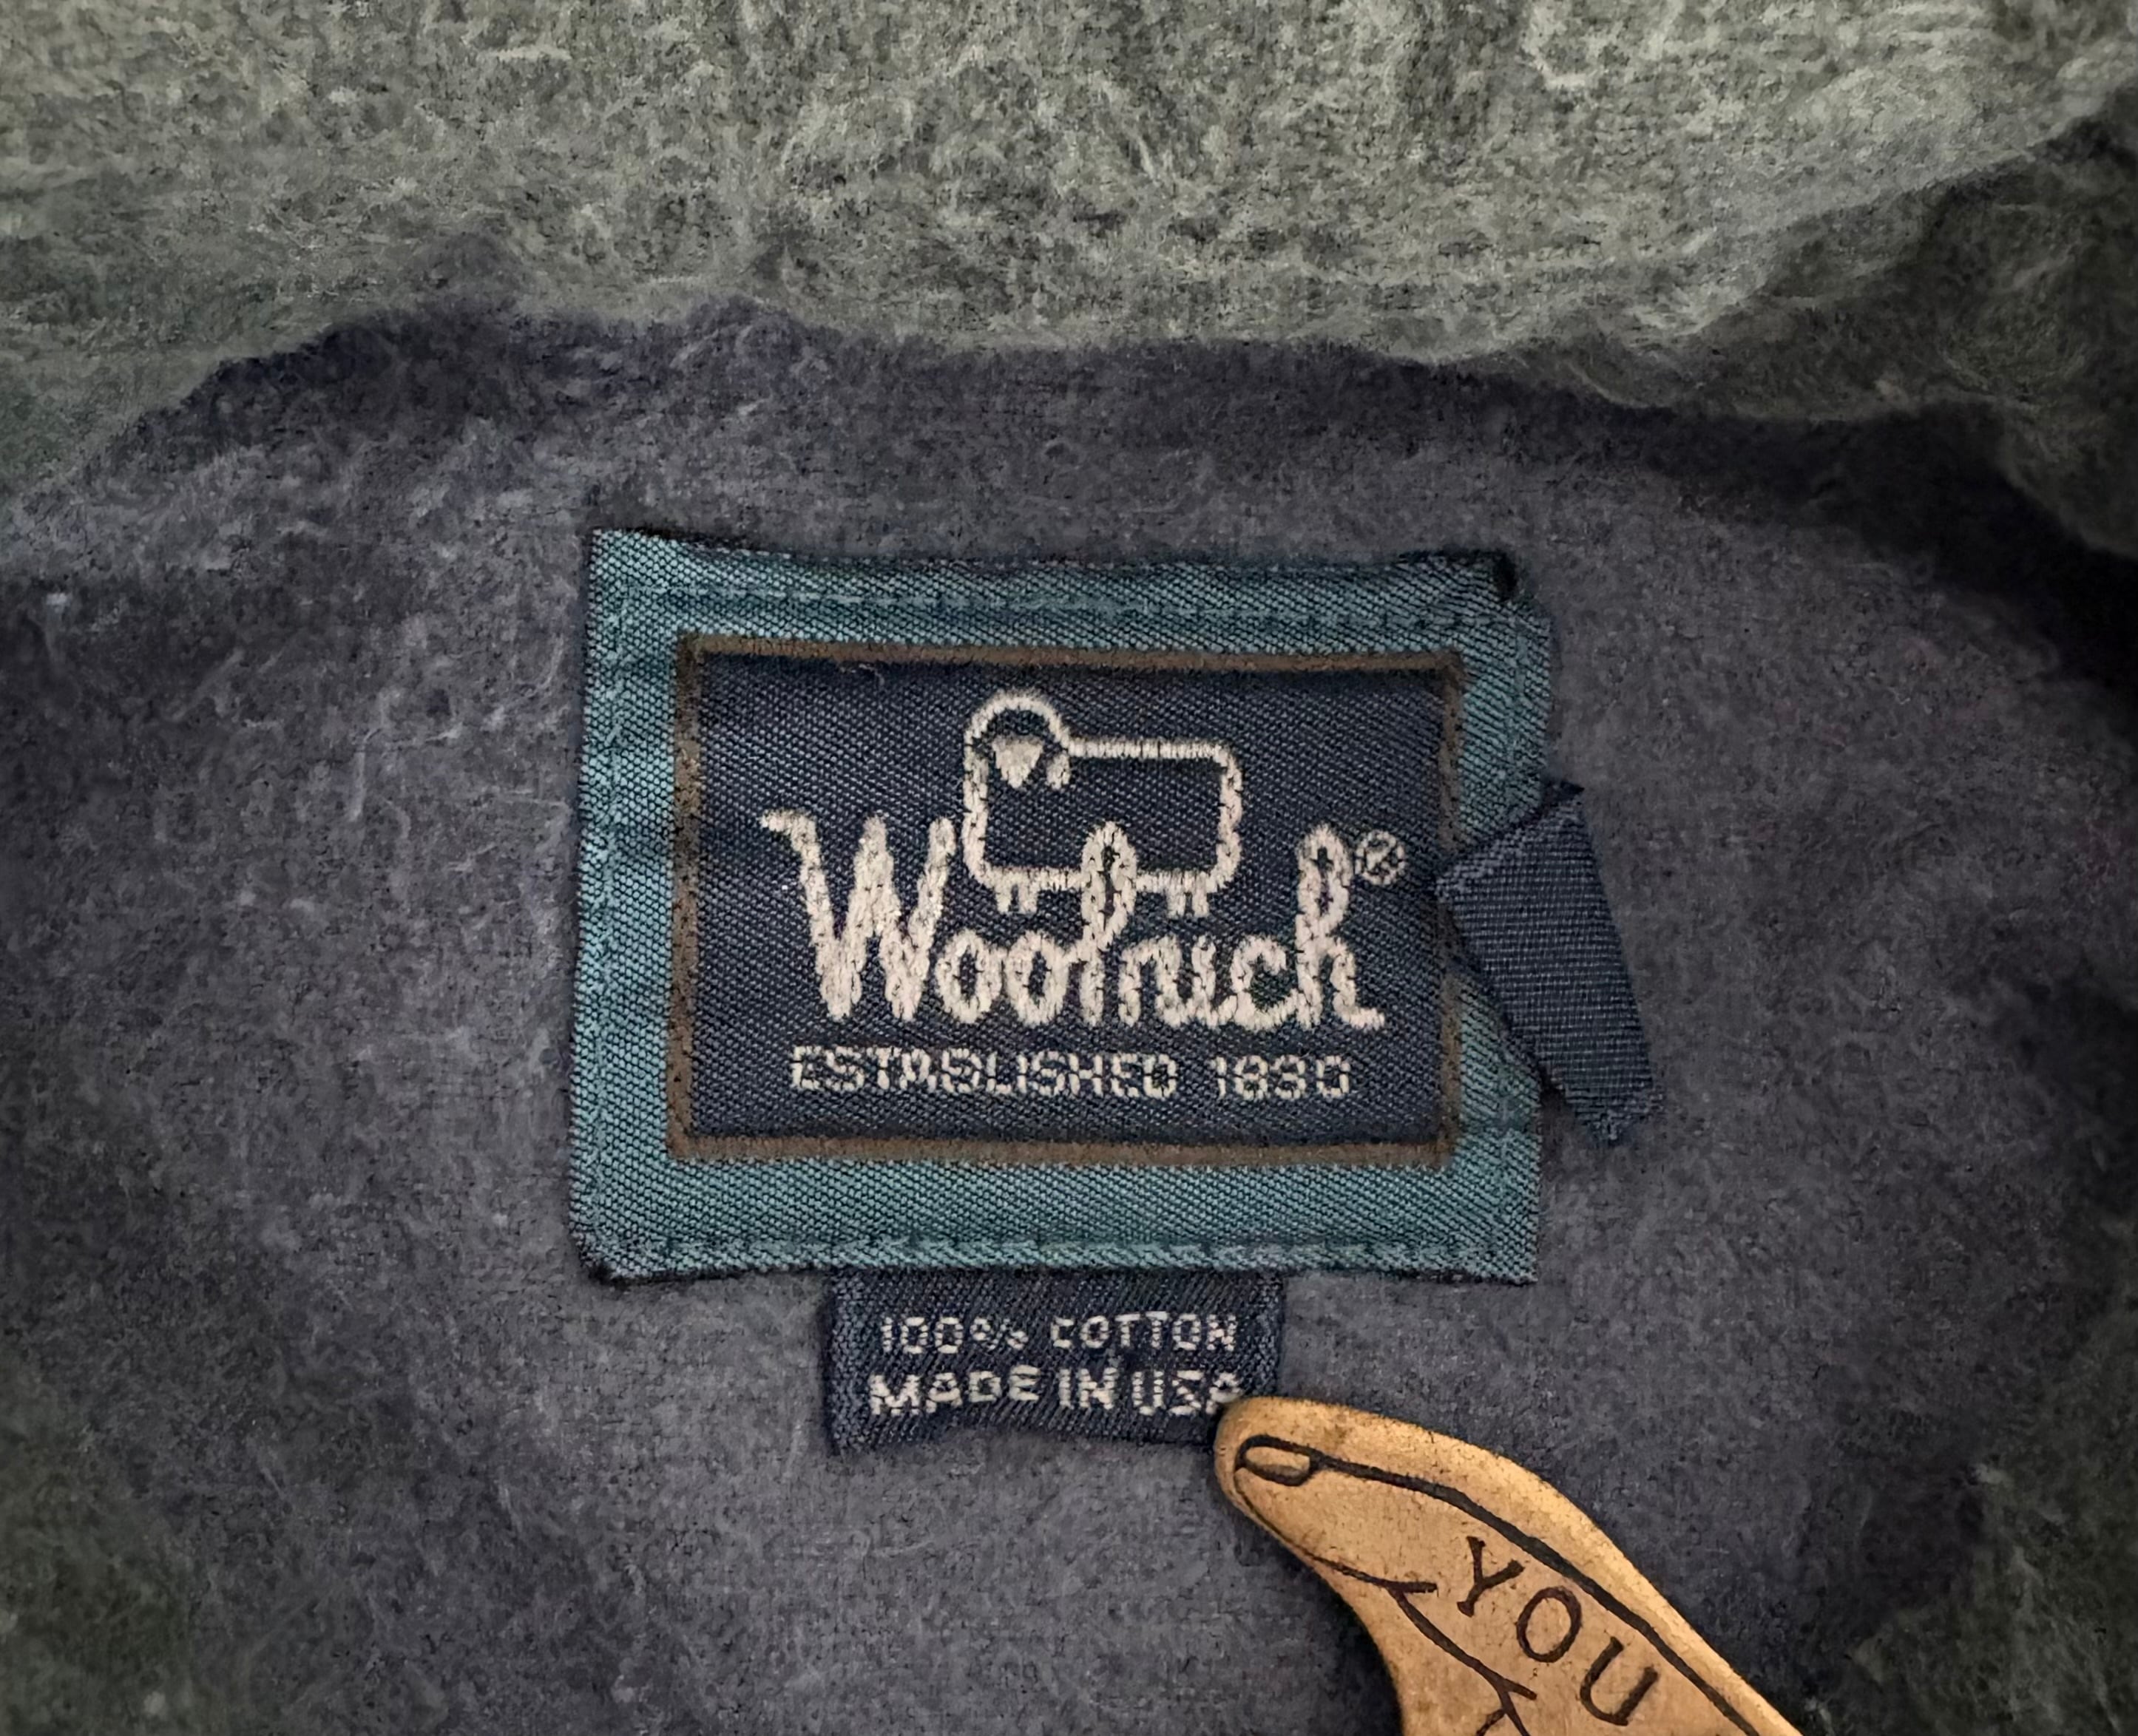 Woolrich®
ESTABLISHED 1830
100% COTTON
MADE IN USA
YOU